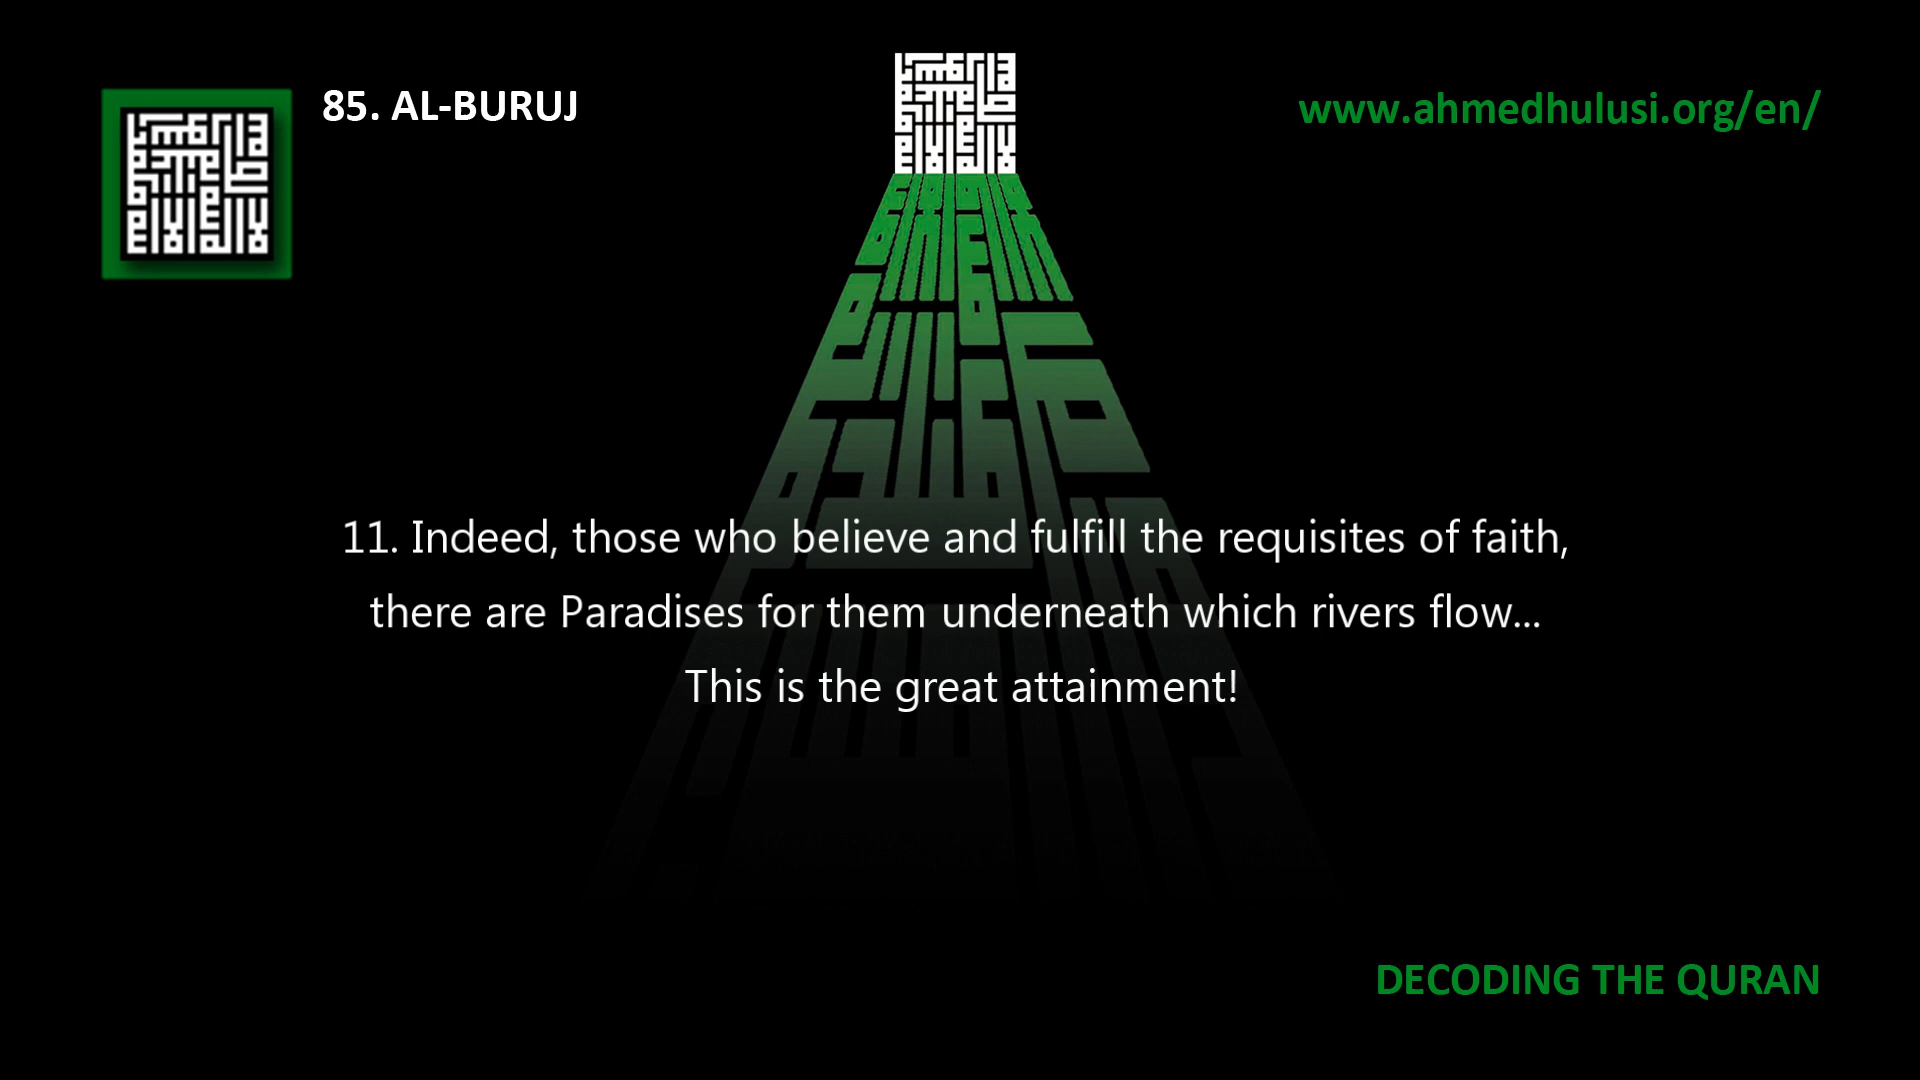 85. AL-BURUJ
www.ahmedhulusi.org/en/
11. Indeed, those who believe and fulfill the requisites of faith,
there are Paradises for them underneath which rivers flow...
This is the great attainment!
DECODING THE QURAN